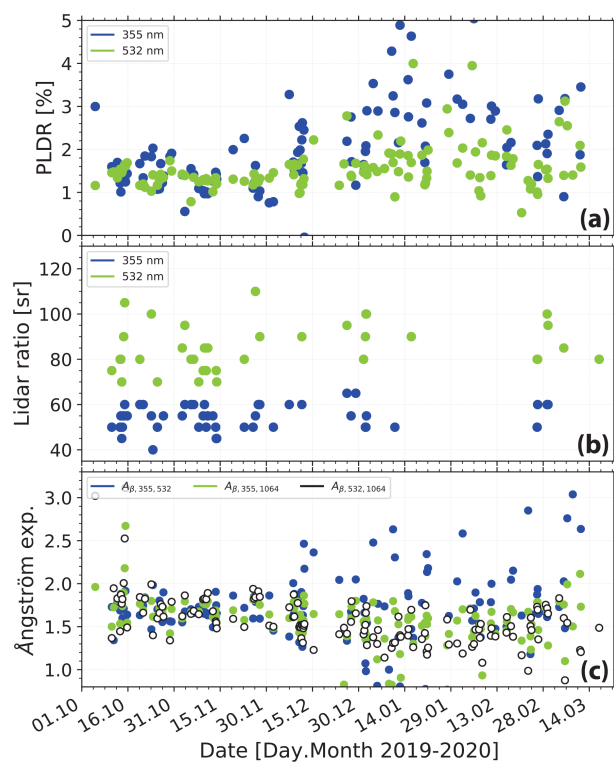 5
4
3
2
1
0
PLDR [%]
355 nm
532 nm
(a)
120
100
80
60
40
Lidar ratio [sr]
355 nm
532 nm
(b)
3.0
2.5
2.0
1.5
1.0
Ångström exp.
Aβ, 355, 532
Aβ, 355, 1064
Aβ, 532, 1064
(c)
01.10
16.10
31.10
15.11
30.11
15.12
30.12
14.01
29.01
13.02
28.02
14.03
Date [Day.Month 2019-2020]